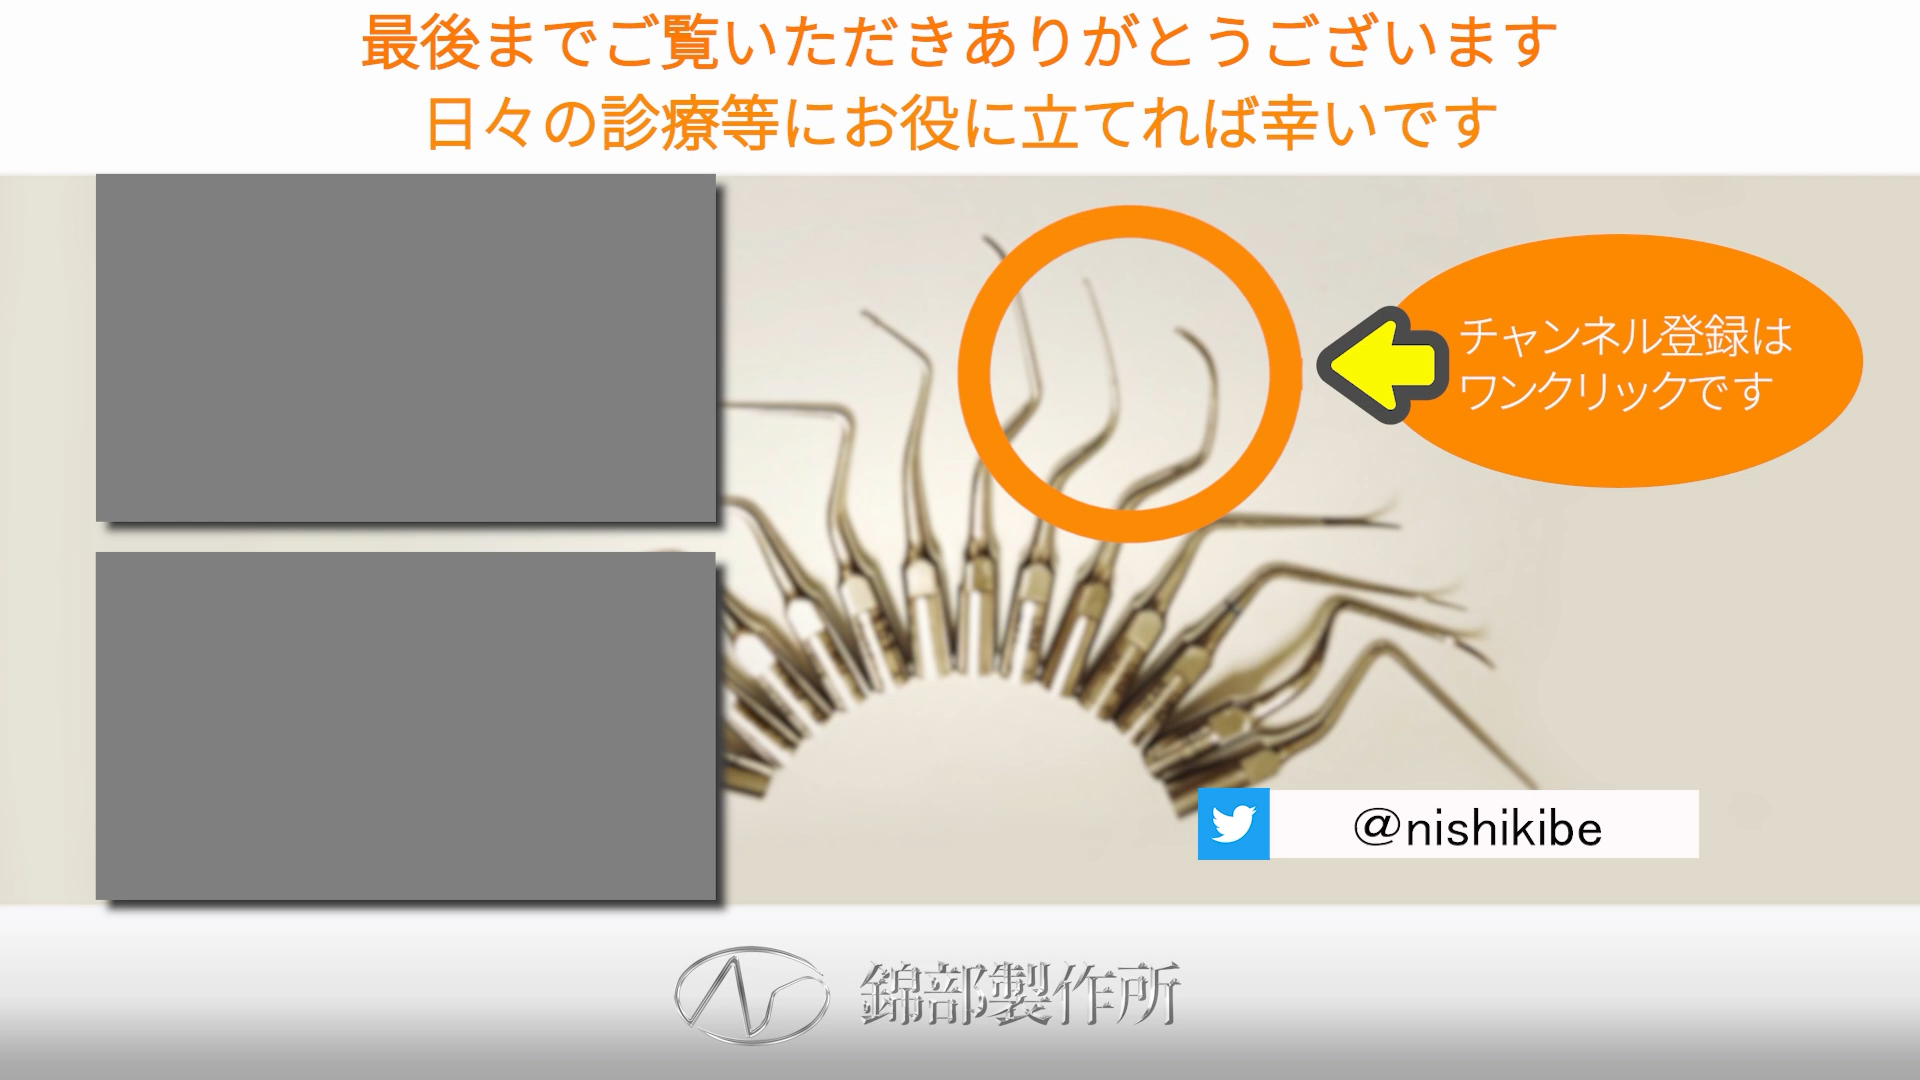 最後までご覧いただきありがとうございます
日々の診療等にお役に立てれば幸いです
チャンネル登録は
ワンクリックです
@nishikibe
錦部製作所